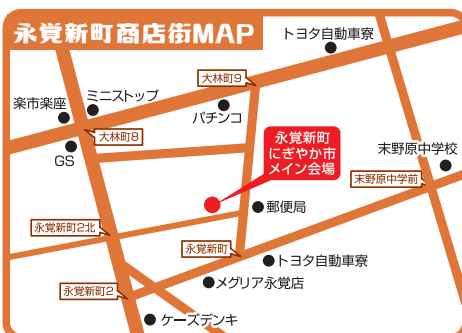 永覚新町商店街MAP
トヨタ自動車寮
大林町9
ミニストップ
楽市楽座
パチンコ
大林町8
GS
永覚新町
にぎやか市
メイン会場
末野原中学校
末野原中学前
郵便局
永覚新町2北
永覚新町
トヨタ自動車寮
メグリア永覚店
永覚新町2
ケーズデンキ